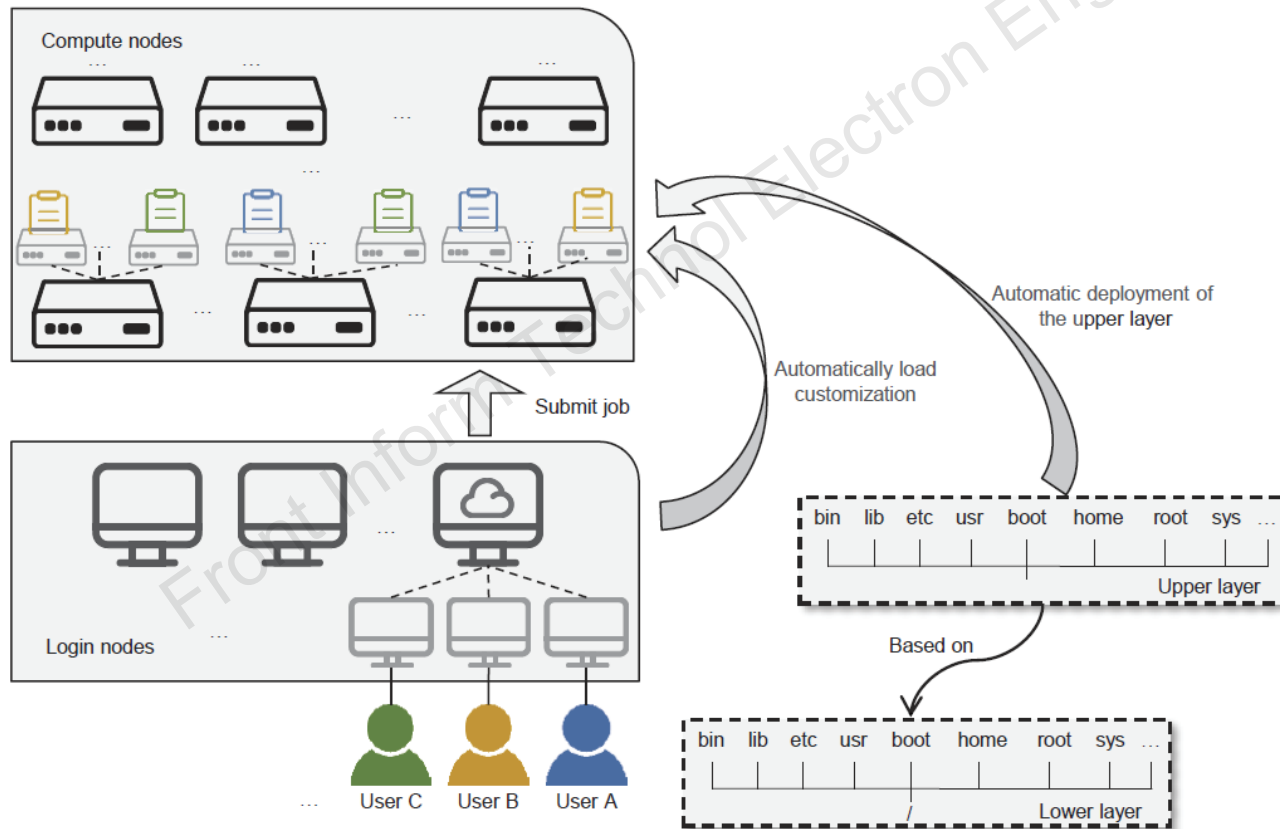 Compute nodes
...
...
...
...
...
...
...
...
...
...
Submit job
Automatically load
customization
Automatic deployment of
the upper layer
...
Login nodes
...
User C
User B
User A
...
bin lib etc usr boot home root sys ...
Upper layer
Based on
bin lib etc usr boot home root sys ...
/
Lower layer
Front Inform Technol Electron Eng